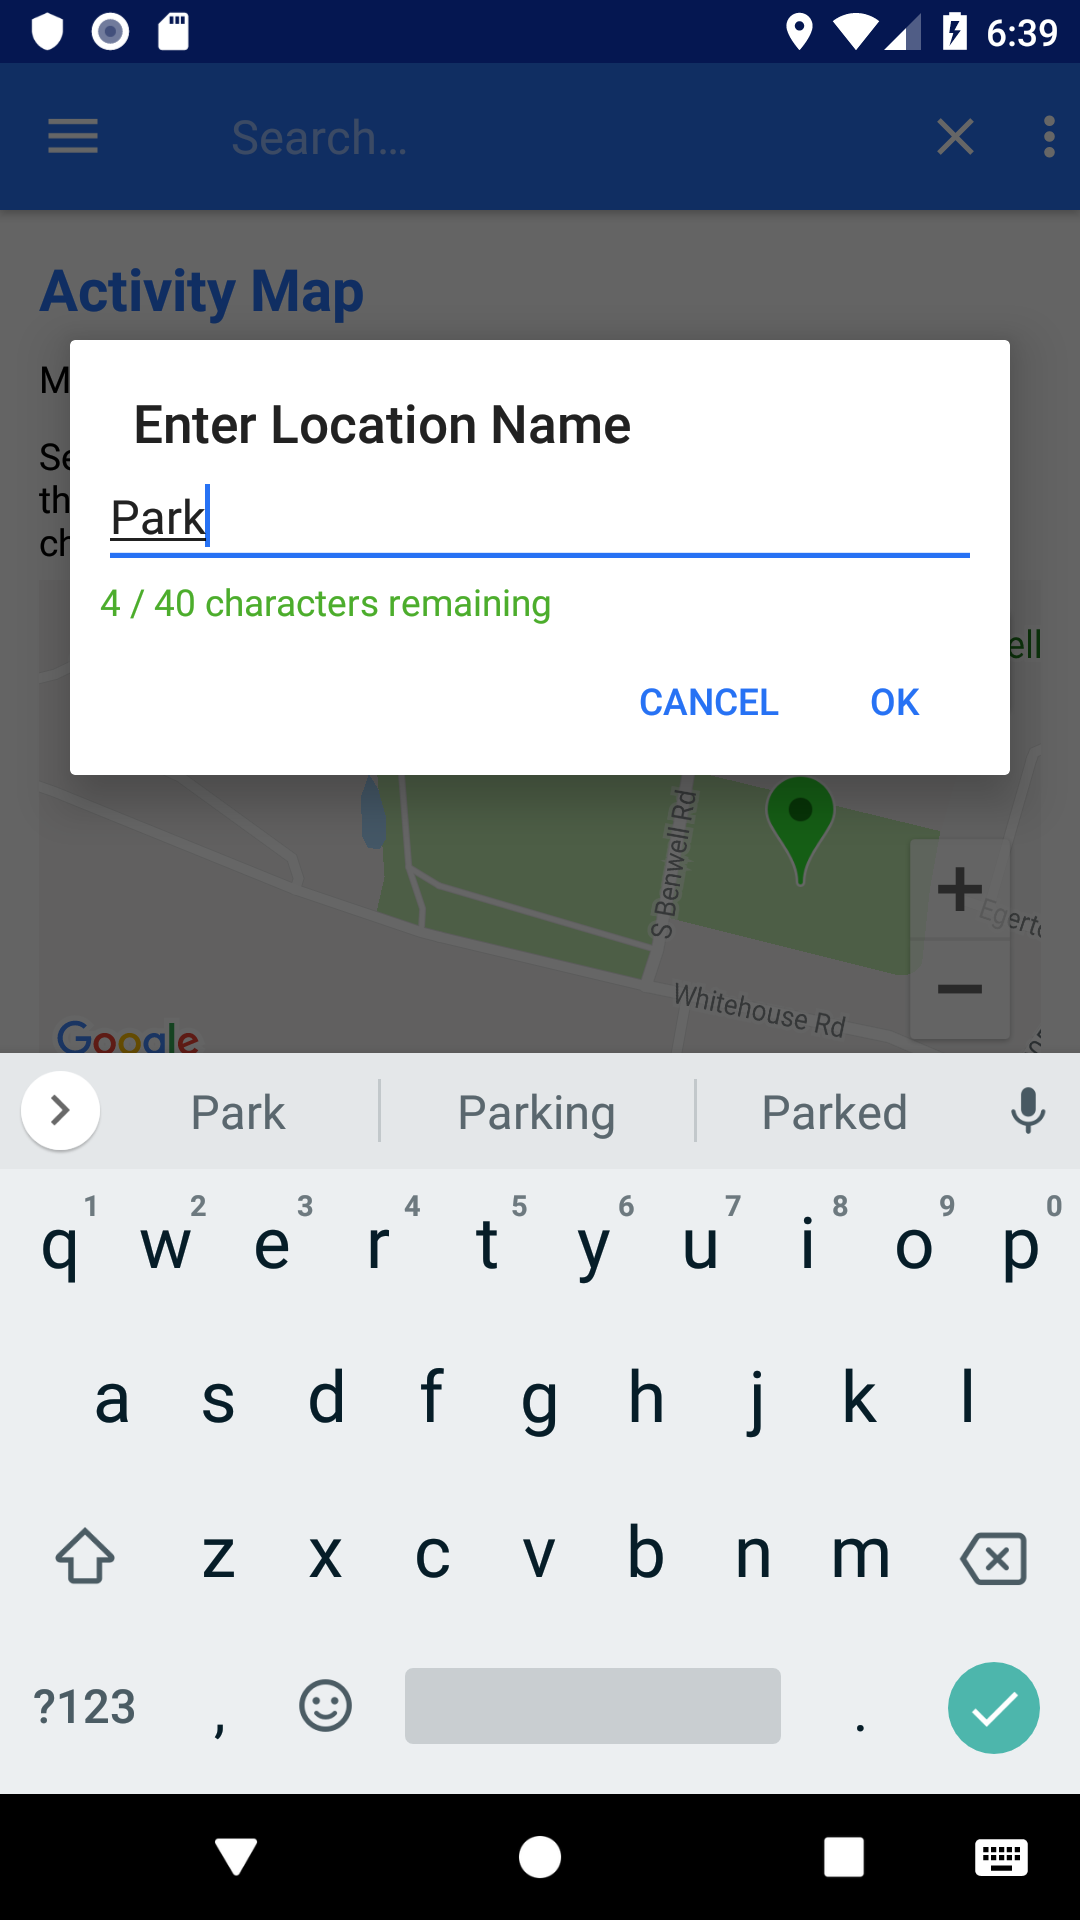 6:39
Search...
Activity Map
M
Se
th
ch
Enter Location Name
Park
4 / 40 characters remaining
CANCEL OK
ell
S Benwell Rd
Egerto
Whitehouse Rd
Google
Park Parking Parked
1 2 3 4 5 6 7 8 9 0
q w e r t y u i o p
a s d f g h j k l
z x c v b n m
?123 , .